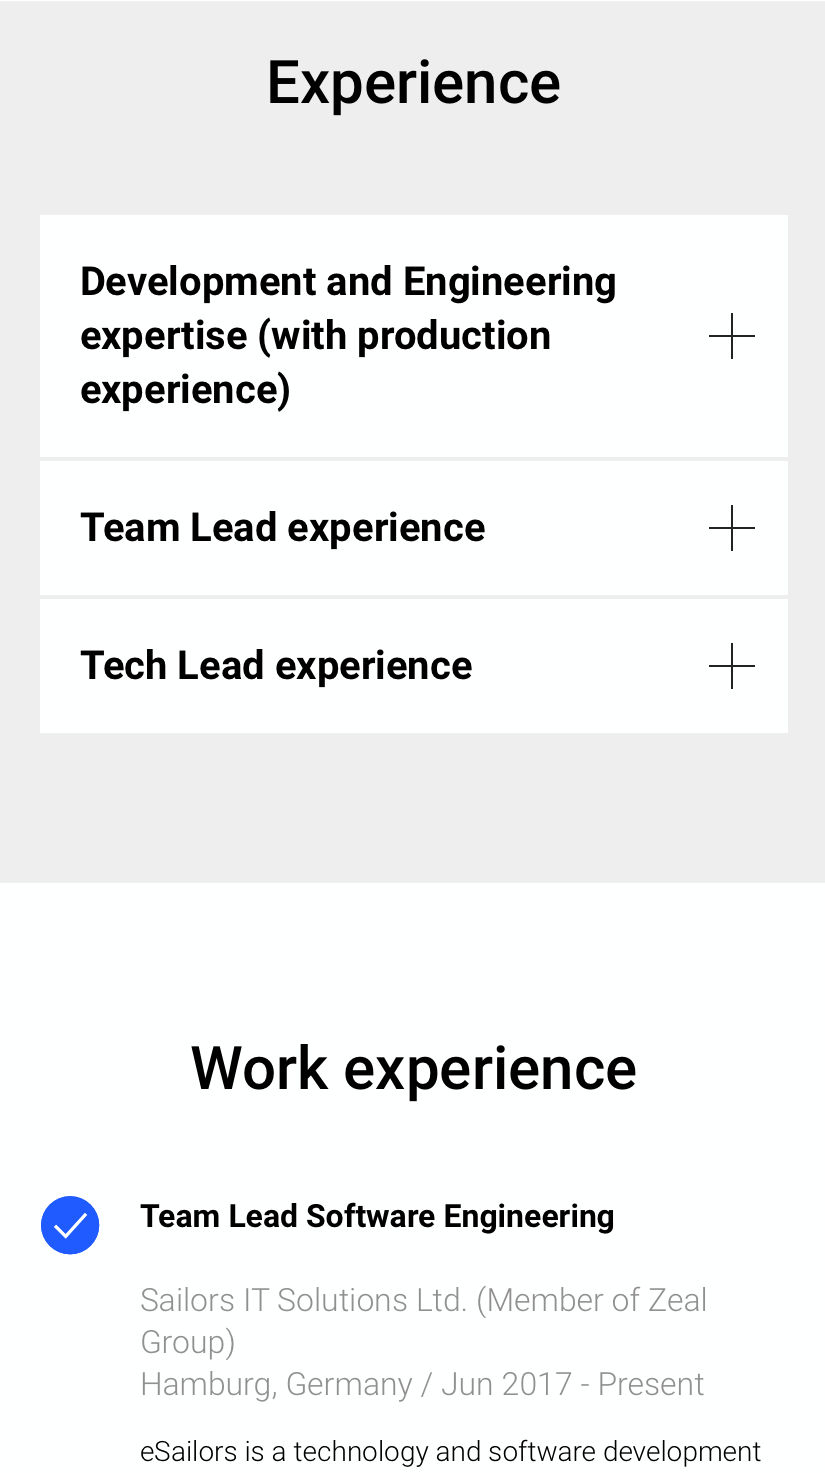 Experience
Development and Engineering
expertise (with production
experience)
Team Lead experience
Tech Lead experience
Work experience
Team Lead Software Engineering
Sailors IT Solutions Ltd. (Member of Zeal
Group)
Hamburg, Germany / Jun 2017 - Present
eSailors is a technology and software development